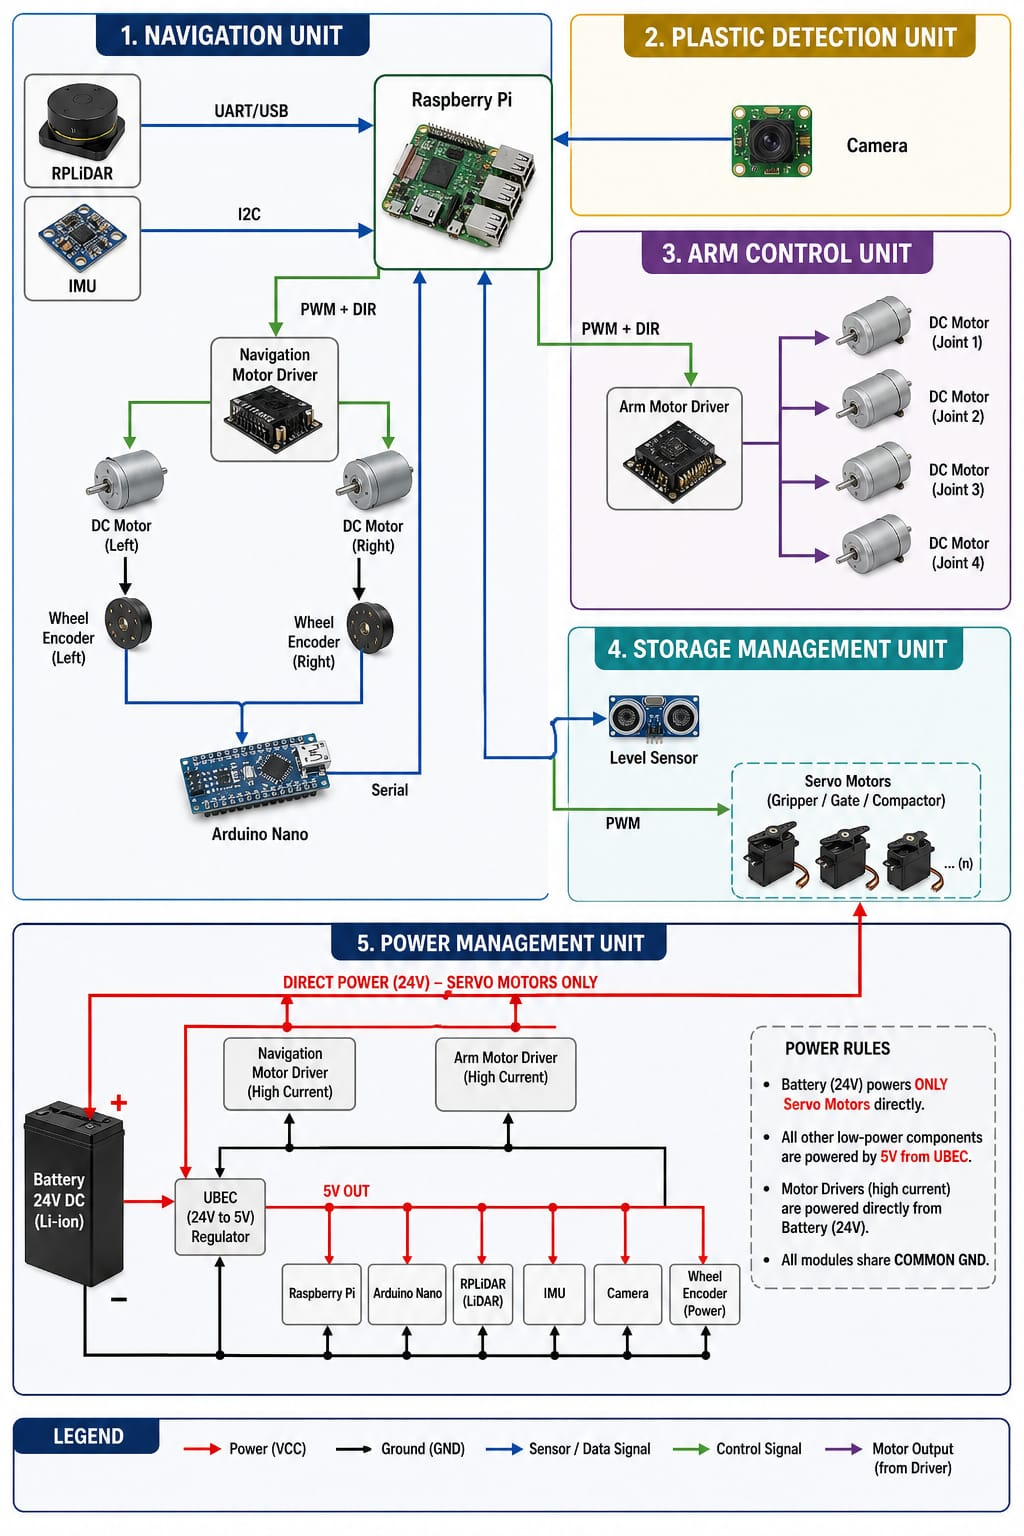 1. NAVIGATION UNIT
RPLiDAR
UART/USB
IMU
I2C
Raspberry Pi
PWM + DIR
Navigation
Motor Driver
DC Motor
(Left)
DC Motor
(Right)
Wheel
Encoder
(Left)
Wheel
Encoder
(Right)
Arduino Nano
Serial
2. PLASTIC DETECTION UNIT
Camera
3. ARM CONTROL UNIT
PWM + DIR
Arm Motor Driver
DC Motor
(Joint 1)
DC Motor
(Joint 2)
DC Motor
(Joint 3)
DC Motor
(Joint 4)
4. STORAGE MANAGEMENT UNIT
Level Sensor
PWM
Servo Motors
(Gripper / Gate / Compactor)
... (n)
5. POWER MANAGEMENT UNIT
DIRECT POWER (24V) – SERVO MOTORS ONLY
Navigation
Motor Driver
(High Current)
Arm Motor Driver
(High Current)
+
Battery
24V DC
(Li-ion)
–
UBEC
(24V to 5V)
Regulator
5V OUT
Raspberry Pi
Arduino Nano
RPLiDAR
(LiDAR)
IMU
Camera
Wheel
Encoder
(Power)
POWER RULES
• Battery (24V) powers ONLY
Servo Motors directly.
• All other low-power components
are powered by 5V from UBEC.
• Motor Drivers (high current)
are powered directly from
Battery (24V).
• All modules share COMMON GND.
LEGEND
Power (VCC)
Ground (GND)
Sensor / Data Signal
Control Signal
Motor Output
(from Driver)